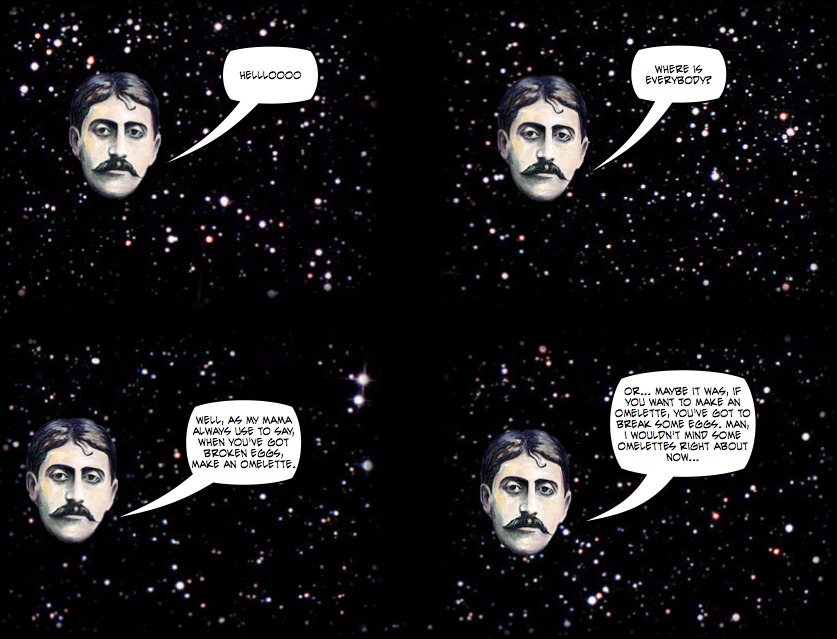 HELLLOOOO
WHERE IS
EVERYBODY?
WELL, AS MY MAMA
ALWAYS USE TO SAY,
WHEN YOU'VE GOT
BROKEN EGGS,
MAKE AN OMELETTE.
OR... MAYBE IT WAS, IF
YOU WANT TO MAKE AN
OMELETTE, YOU'VE GOT TO
BREAK SOME EGGS. MAN,
I WOULDN'T MIND SOME
OMELETTES RIGHT ABOUT
NOW...